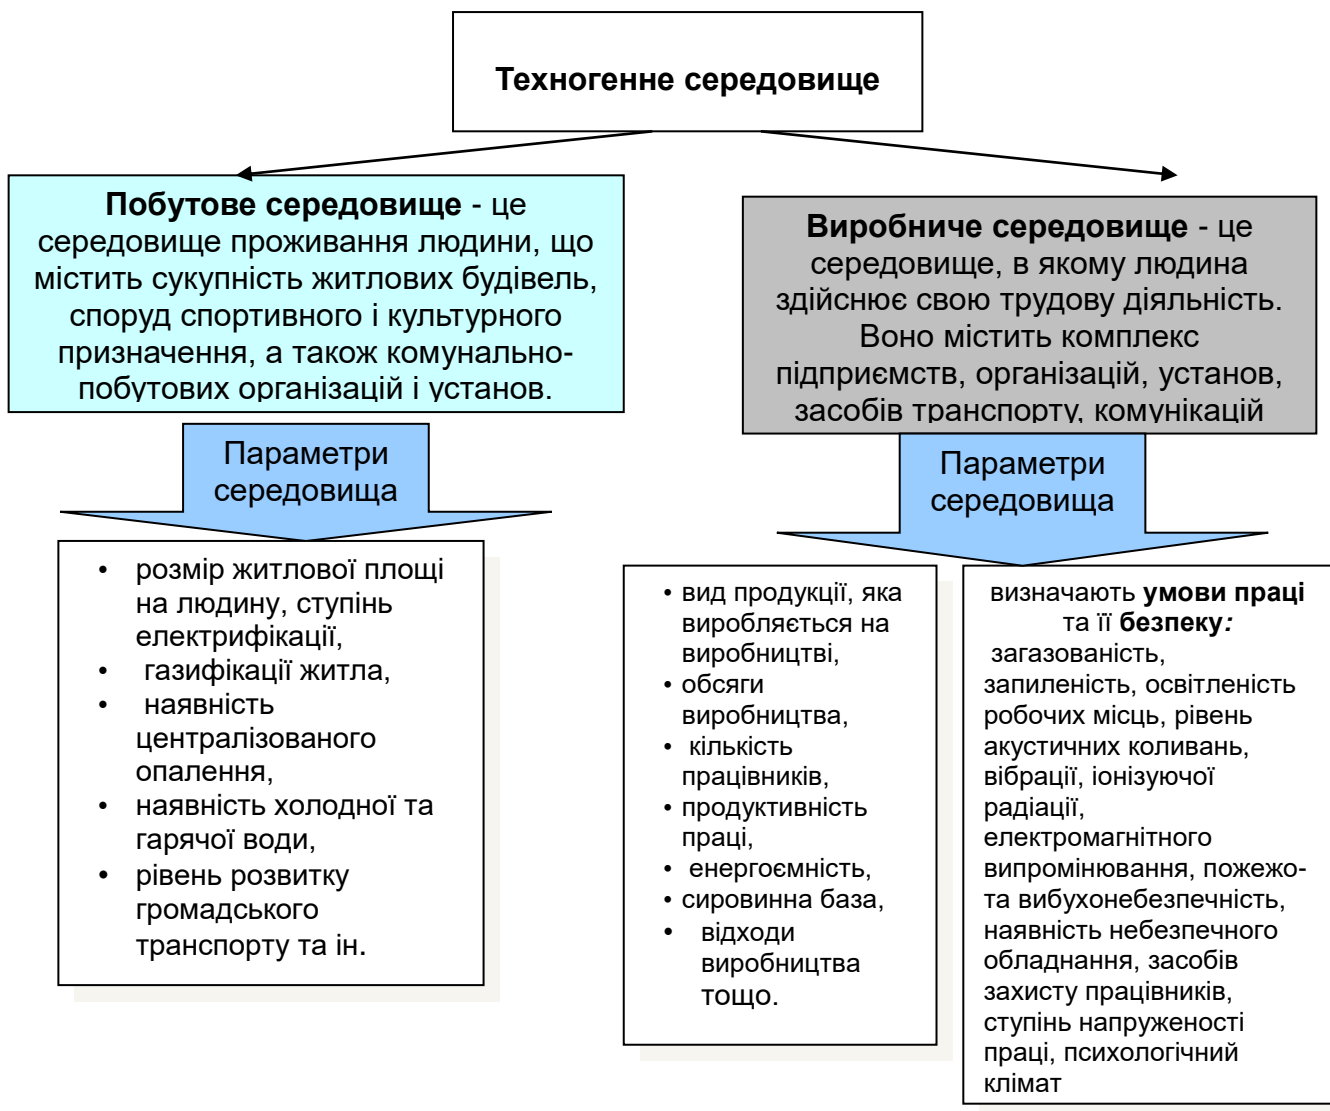 Техногенне середовище
Побутове середовище - це
середовище проживання людини, що
містить сукупність житлових будівель,
споруд спортивного і культурного
призначення, а також комунально-
побутових організацій і установ.
Виробниче середовище - це
середовище, в якому людина
здійснює свою трудову діяльність.
Воно містить комплекс
підприємств, організацій, установ,
засобів транспорту, комунікацій
Параметри
середовища
Параметри
середовища
• розмір житлової площі
на людину, ступінь
електрифікації,
• газифікації житла,
• наявність
централізованого
опалення,
• наявність холодної та
гарячої води,
• рівень розвитку
громадського
транспорту та ін.
• вид продукції, яка
виробляється на
виробництві,
• обсяги
виробництва,
• кількість
працівників,
• продуктивність
праці,
• енергоємність,
• сировинна база,
• відходи
виробництва
тощо.
визначають умови праці
та її безпеку:
загазованість,
запиленість, освітленість
робочих місць, рівень
акустичних коливань,
вібрації, іонізуючої
радіації,
електромагнітного
випромінювання, пожежо-
та вибухонебезпечність,
наявність небезпечного
обладнання, засобів
захисту працівників,
ступінь напруженості
праці, психологічний
клімат